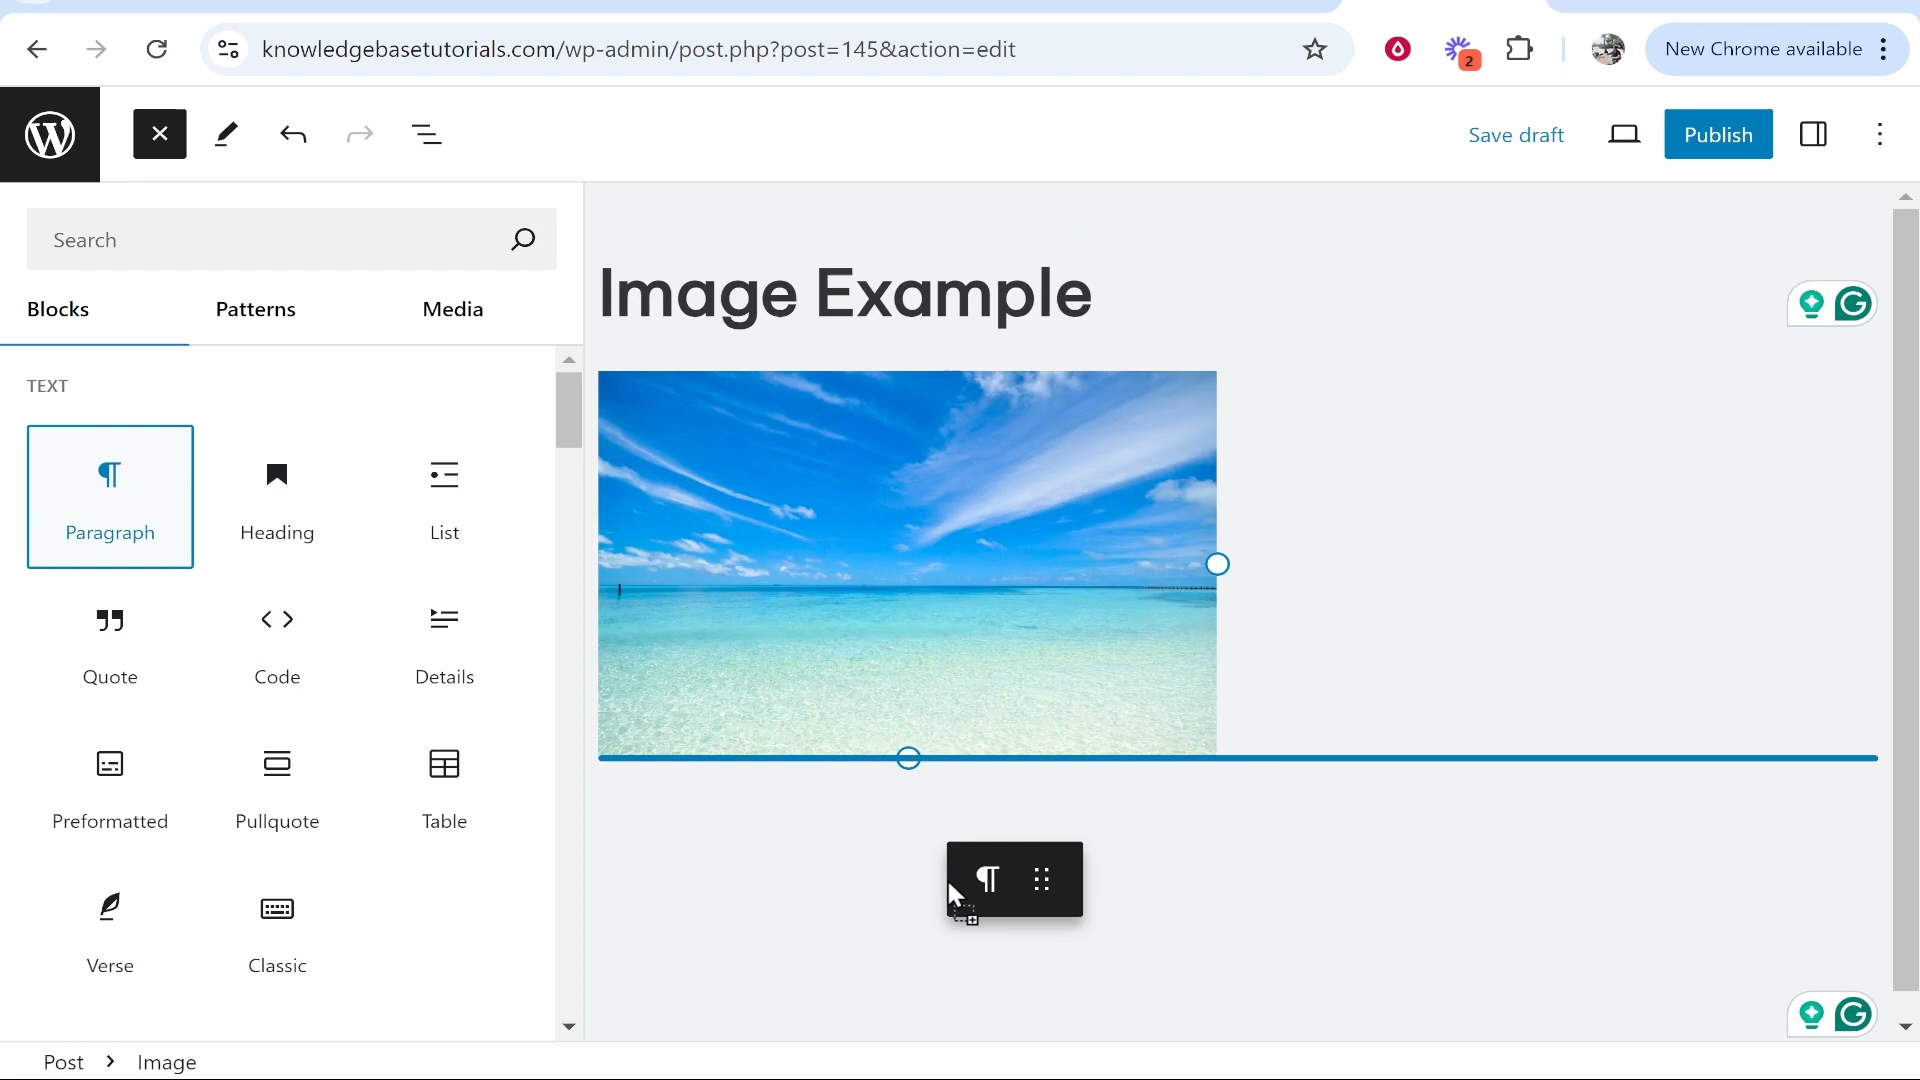 knowledgebasetutorials.com/wp-admin/post.php?post=145&action=edit
2
New Chrome available
Save draft
Publish
Search
Blocks
Patterns
Media
TEXT
Paragraph
Heading
List
Quote
Code
Details
Preformatted
Pullquote
Table
Verse
Classic
Image Example
Post
Image